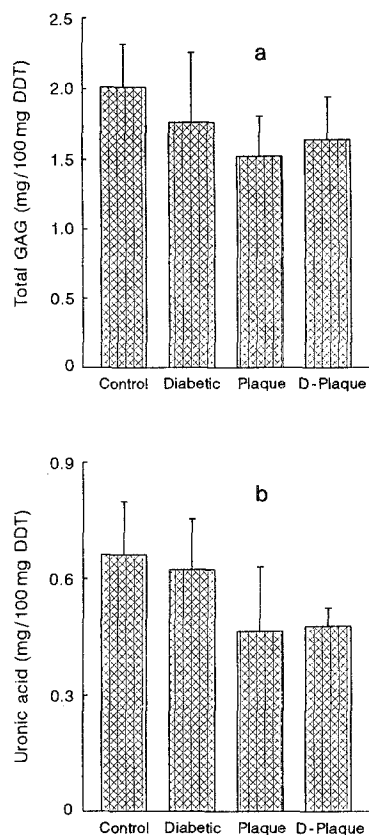 a
Total GAG (mg/100 mg DDT)
2.5
2.0
1.5
1.0
0.5
0
Control Diabetic Plaque D-Plaque
b
Uronic acid (mg/100 mg DDT)
0.9
0.6
0.3
0
Control Diabetic Plaque D-Plaque